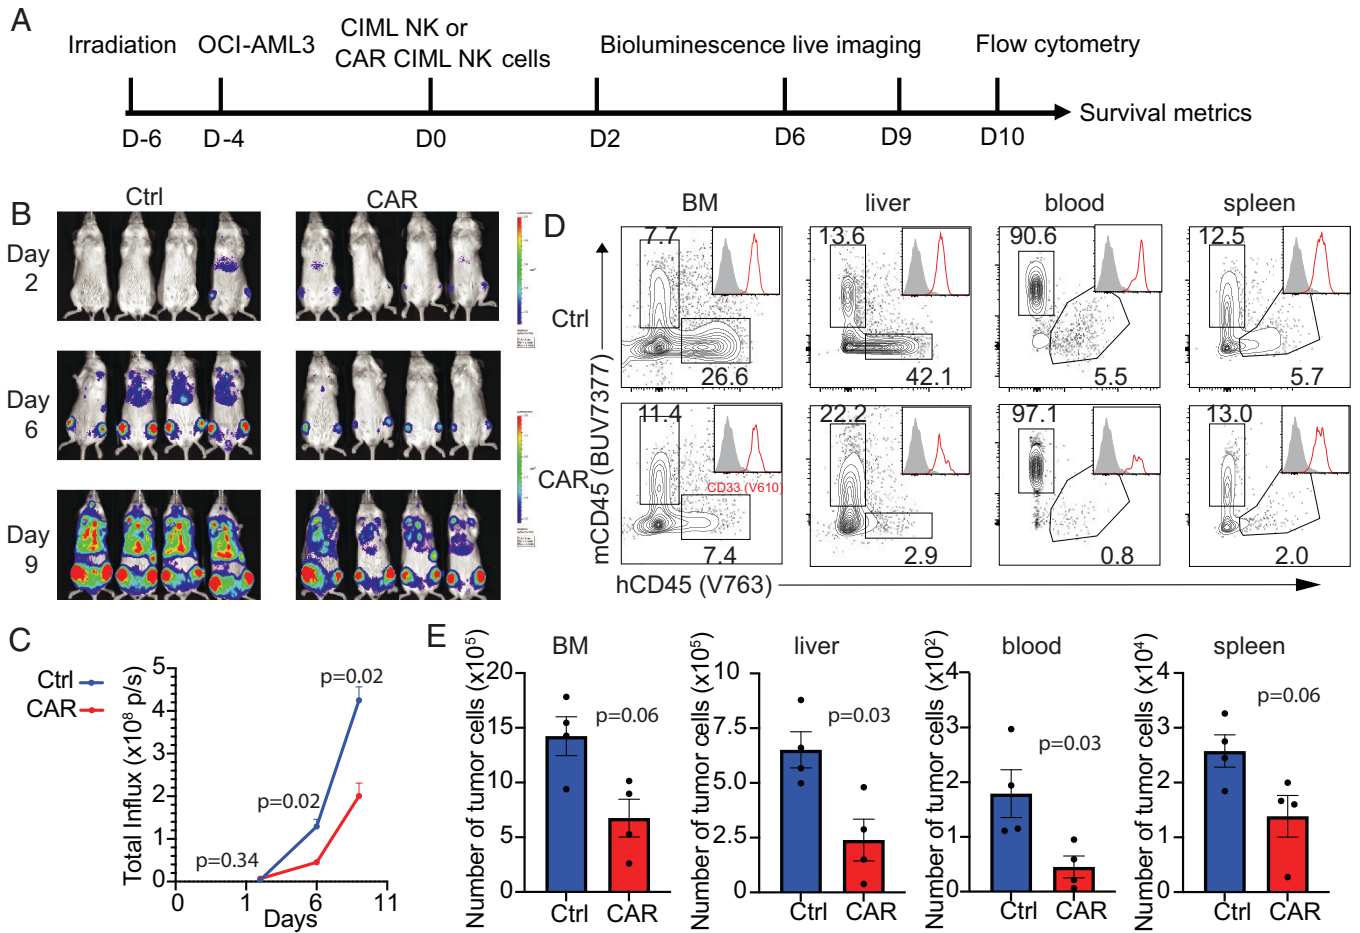 A
Irradiation
OCI-AML3
CIML NK or
CAR CIML NK cells
Bioluminescence live imaging
Flow cytometry
Survival metrics
D-6
D-4
D0
D2
D6
D9
D10
B
Ctrl
CAR
Day
2
Day
6
Day
9
C
Ctrl
CAR
Total Influx (x10⁸ p/s)
5
4
3
2
1
0
p=0.34
p=0.02
p=0.02
0
1
6
11
Days
D
BM
liver
blood
spleen
Ctrl
7.7
26.6
13.6
42.1
90.6
5.5
12.5
5.7
CAR
11.4
CD33 (V610)
7.4
22.2
2.9
97.1
0.8
13.0
2.0
mCD45 (BUV7377)
hCD45 (V763)
E
BM
Number of tumor cells (x10⁵)
20
15
10
5
0
p=0.06
Ctrl
CAR
liver
Number of tumor cells (x10⁵)
10
7.5
5.0
2.5
0
p=0.03
Ctrl
CAR
blood
Number of tumor cells (x10²)
4
3
2
1
0
p=0.03
Ctrl
CAR
spleen
Number of tumor cells (x10⁴)
4
3
2
1
0
p=0.06
Ctrl
CAR